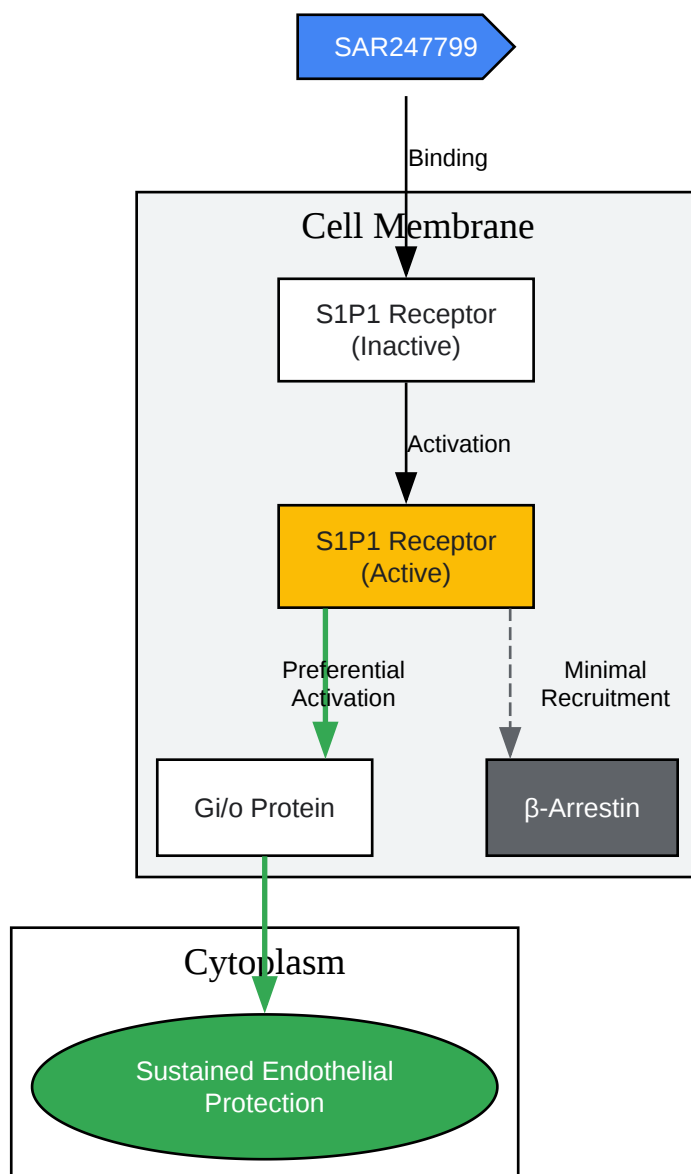 SAR247799
Binding
Cell Membrane
S1P1 Receptor
(Inactive)
Activation
S1P1 Receptor
(Active)
Preferential
Activation
Minimal
Recruitment
Gi/o Protein
β-Arrestin
Cytoplasm
Sustained Endothelial
Protection